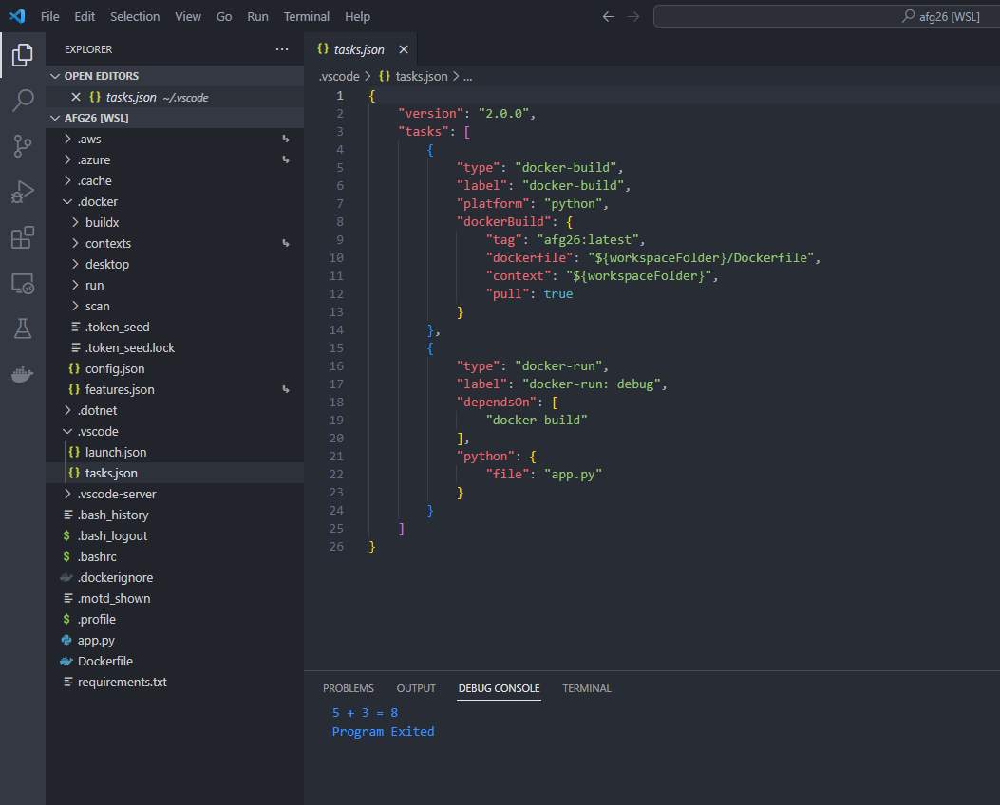 File Edit Selection View Go Run Terminal Help
afg26 [WSL]
EXPLORER
OPEN EDITORS
tasks.json ~/.vscode
AFG26 [WSL]
.aws
.azure
.cache
.docker
buildx
contexts
desktop
run
scan
.token_seed
.token_seed.lock
config.json
features.json
.dotnet
.vscode
launch.json
tasks.json
.vscode-server
.bash_history
.bash_logout
.bashrc
.dockerignore
.motd_shown
.profile
app.py
Dockerfile
requirements.txt
tasks.json
.vscode > tasks.json > ...
1 {
2 "version": "2.0.0",
3 "tasks": [
4 {
5 "type": "docker-build",
6 "label": "docker-build",
7 "platform": "python",
8 "dockerBuild": {
9 "tag": "afg26:latest",
10 "dockerfile": "${workspaceFolder}/Dockerfile",
11 "context": "${workspaceFolder}",
12 "pull": true
13 }
14 },
15 {
16 "type": "docker-run",
17 "label": "docker-run: debug",
18 "dependsOn": [
19 "docker-build"
20 ],
21 "python": {
22 "file": "app.py"
23 }
24 }
25 ]
26 }
PROBLEMS OUTPUT DEBUG CONSOLE TERMINAL
5 + 3 = 8
Program Exited